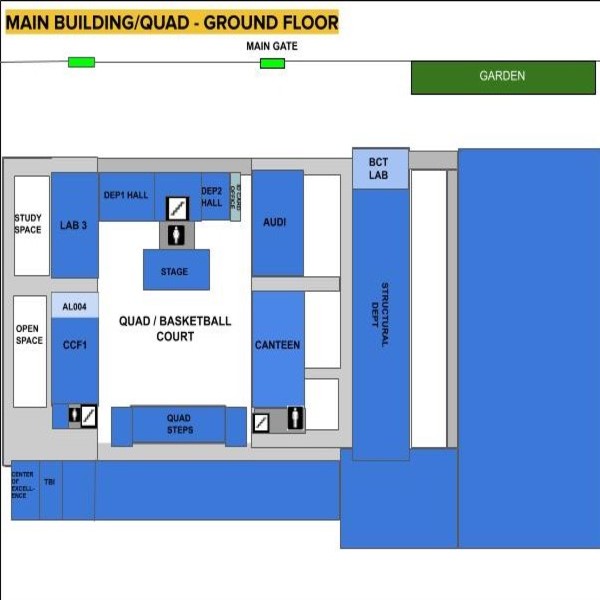 MAIN BUILDING/QUAD - GROUND FLOOR
MAIN GATE
GARDEN
BCT
LAB
DEP1 HALL
DEP2
HALL
ID CARD
OFFICE
STUDY
SPACE
LAB 3
AUDI
STAGE
AL004
QUAD / BASKETBALL
COURT
STRUCTURAL
DEPT
OPEN
SPACE
CCF1
CANTEEN
QUAD
STEPS
CENTER
OF
EXCELL-
ENCE
TBI